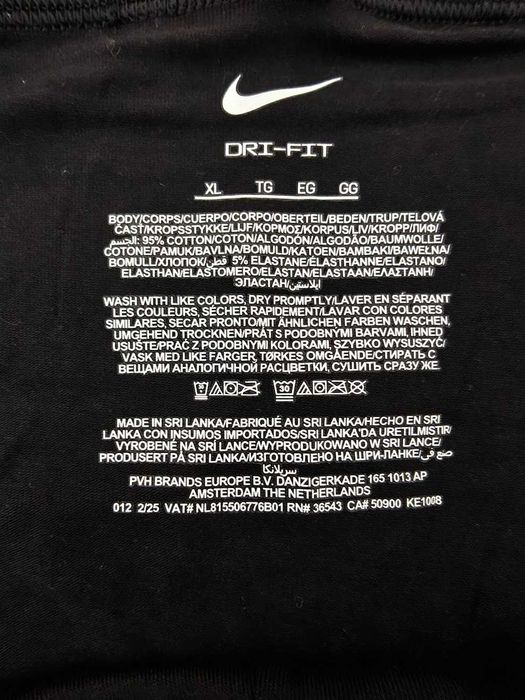 DRI-FIT
XL TG EG GG
BODY/CORPS/CUERPO/CORPO/OBERTEIL/BEDEN/TRUP/TELOVÁ
ČAST/KROPSSTYKKE/LIJF/ΚΟΡΜΟΣ/KORPUS/LIV/KROPP/ЛИФ/
الجسم: 95% COTTON/COTON/ALGODÓN/ALGODÃO/BAUMWOLLE/
COTONE/PAMUK/BAVLNA/BOMULD/KATOEN/BAMBAKI/BAWEŁNA/
BOMULL/ХЛОПОК/قطن 5% ELASTANE/ÉLASTHANNE/ELASTANO/
ELASTHAN/ELASTOMERO/ELASTAN/ELASTAAN/ΕΛΑΣΤΑΝΗ/
ЭЛАСТАН/ايلاستين
WASH WITH LIKE COLORS, DRY PROMPTLY/LAVER EN SÉPARANT
LES COULEURS, SÉCHER RAPIDEMENT/LAVAR CON COLORES
SIMILARES, SECAR PRONTO/MIT ÄHNLICHEN FARBEN WASCHEN,
UMGEHEND TROCKNEN/PRÁT S PODOBNÝMI BARVAMI, IHNED
USUŠTE/PRAĆ Z PODOBNYMI KOLORAMI, SZYBKO WYSUSZYĆ/
VASK MED LIKE FARGER, TØRKES OMGÅENDE/СТИРАТЬ С
ВЕЩАМИ АНАЛОГИЧНОЙ РАСЦВЕТКИ, СУШИТЬ СРАЗУ ЖЕ.
30
MADE IN SRI LANKA/FABRIQUÉ AU SRI LANKA/HECHO EN SRI
LANKA CON INSUMOS IMPORTADOS/SRI LANKA'DA URETILMISTIR/
VYROBENÉ NA SRÍ LANCE/WYPRODUKOWANO W SRI LANCE/
PRODUSERT PÅ SRI LANKA/ИЗГОТОВЛЕНО НА ШРИ-ЛАНКЕ/صنع في
سريلانكا
PVH BRANDS EUROPE B.V. DANZIGERKADE 165 1013 AP
AMSTERDAM THE NETHERLANDS
012 2/25 VAT# NL815506776B01 RN# 36543 CA# 50900 KE1008